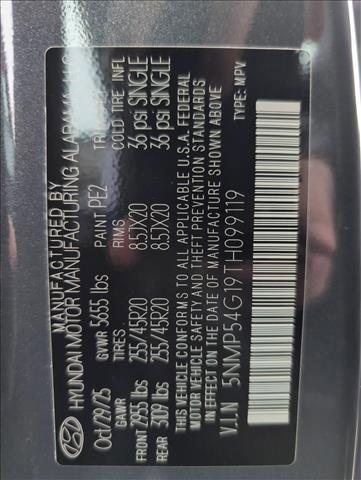 MANUFACTURED BY
HYUNDAI MOTOR MANUFACTURING ALABAMA
Oct/29/25 GVWR 5655 lbs PAINT PE2
GAWR TIRES RIMS COLD TIRE INFL
FRONT 2955 lbs 255/45R20 8.5JX20 36 psi SINGLE
REAR 3109 lbs 255/45R20 8.5JX20 36 psi SINGLE
THIS VEHICLE CONFORMS TO ALL APPLICABLE U.S.A. FEDERAL
MOTOR VEHICLE SAFETY AND THEFT PREVENTION STANDARDS
IN EFFECT ON THE DATE OF MANUFACTURE SHOWN ABOVE
V.I.N 5NMP54G19TH099119 TYPE: MPV